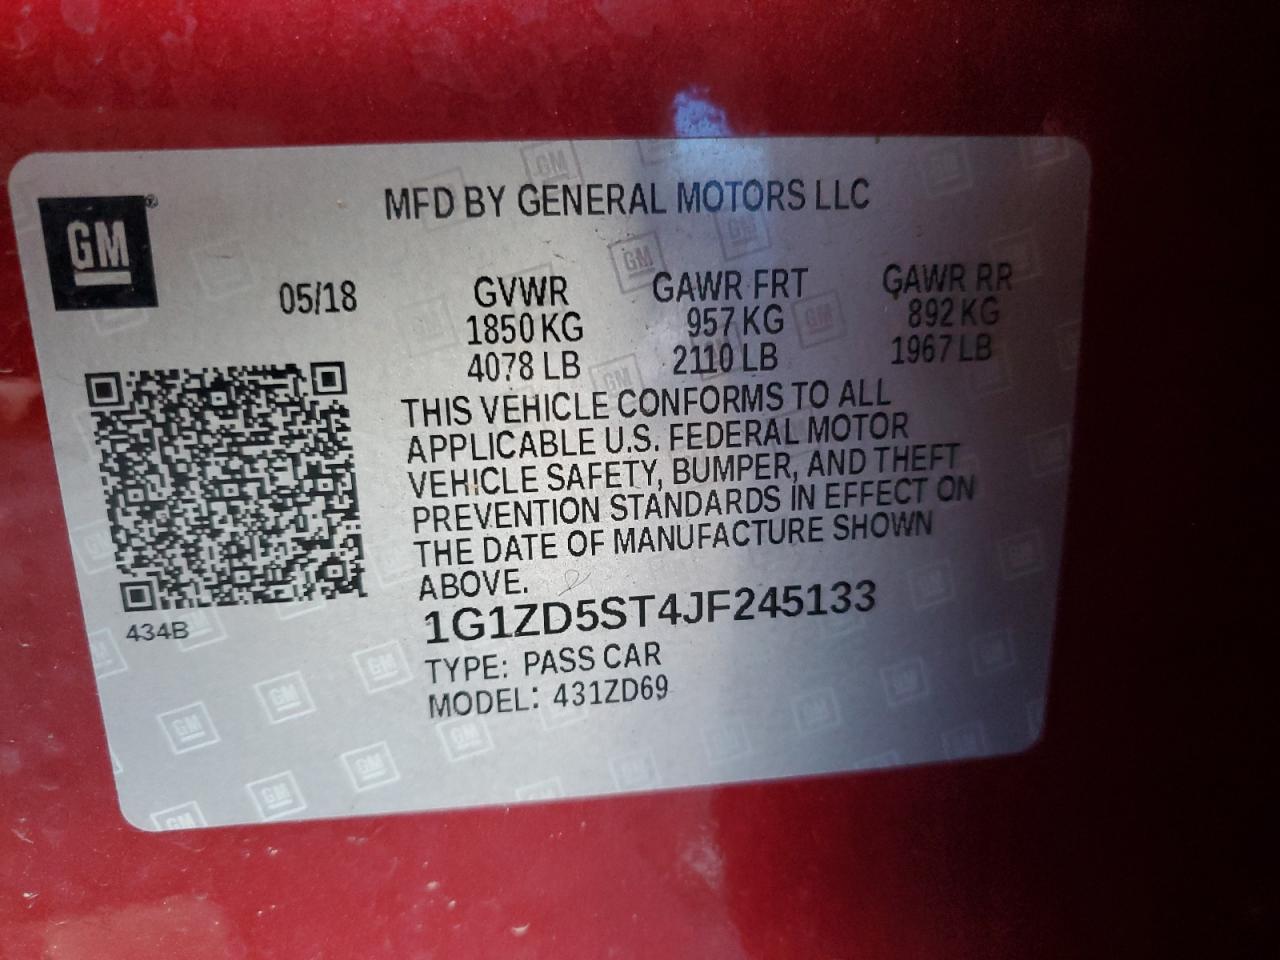 GM®
MFD BY GENERAL MOTORS LLC
05/18
GVWR GAWR FRT GAWR RR
1850 KG 957 KG 892 KG
4078 LB 2110 LB 1967 LB
THIS VEHICLE CONFORMS TO ALL
APPLICABLE U.S. FEDERAL MOTOR
VEHICLE SAFETY, BUMPER, AND THEFT
PREVENTION STANDARDS IN EFFECT ON
THE DATE OF MANUFACTURE SHOWN
ABOVE.
1G1ZD5ST4JF245133
TYPE: PASS CAR
MODEL: 431ZD69
434B